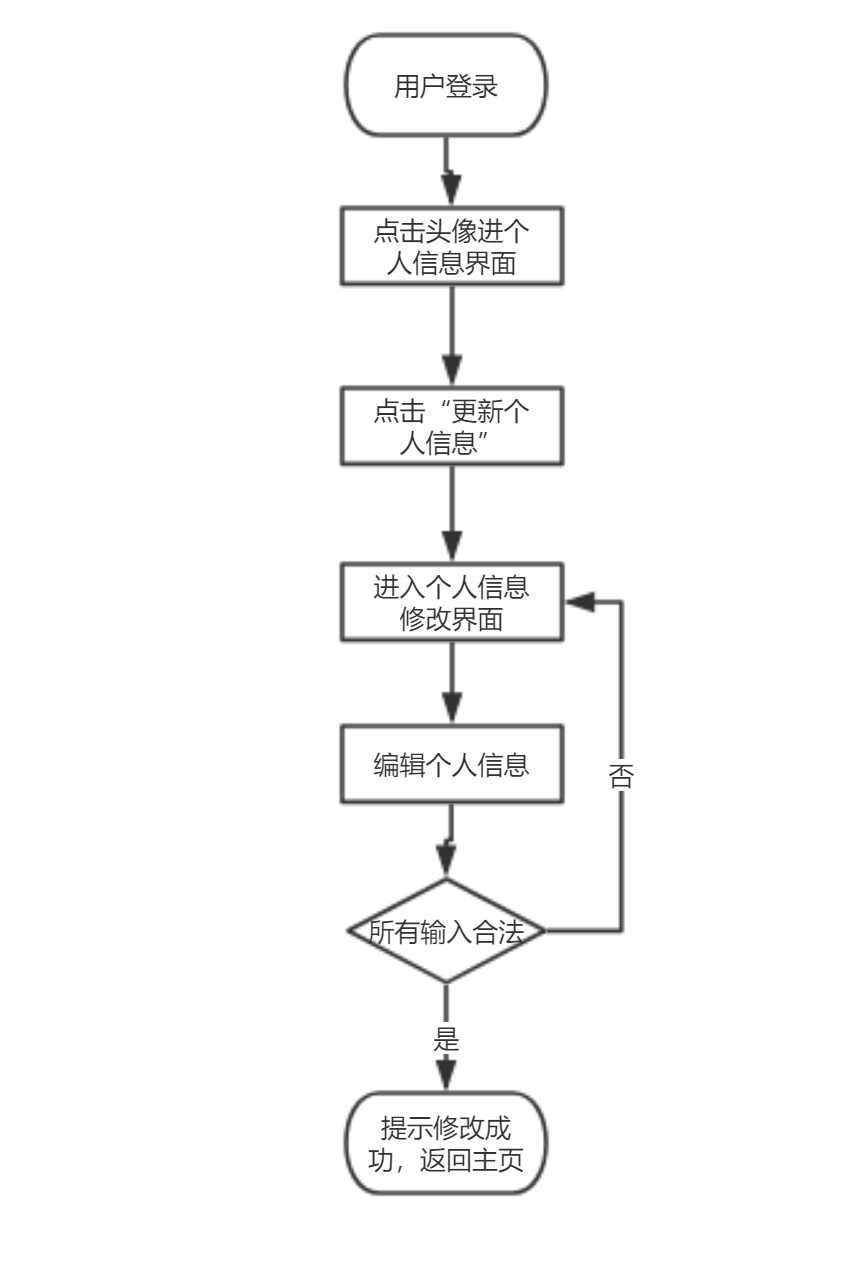 用户登录
点击头像进个
人信息界面
点击“更新个
人信息”
进入个人信息
修改界面
编辑个人信息
否
所有输入合法
是
提示修改成
功，返回主页